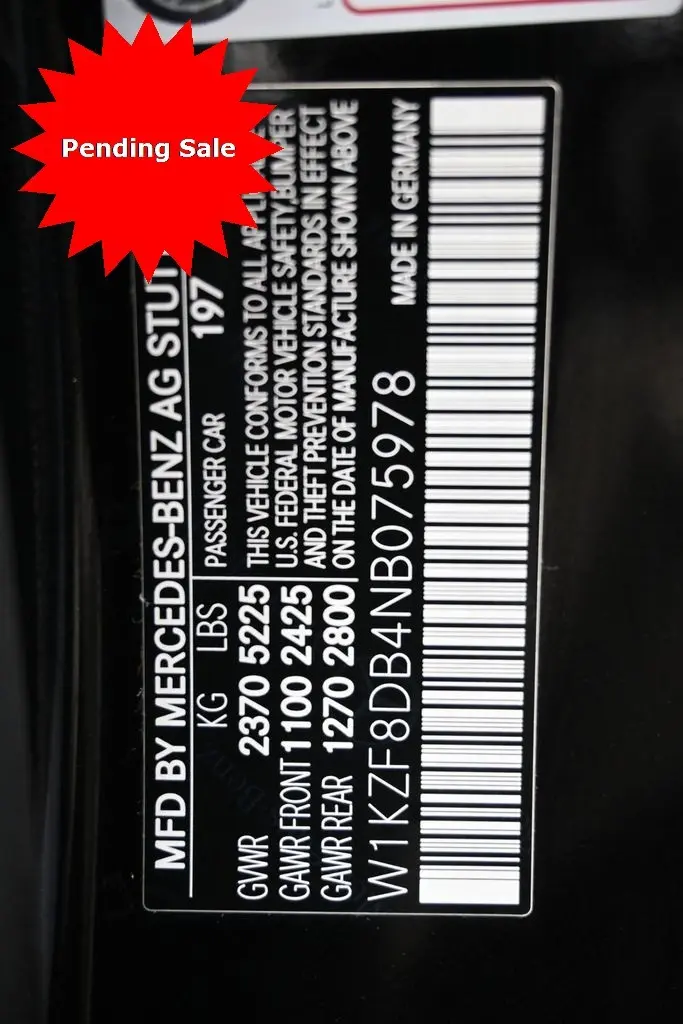 Pending Sale
MFD BY MERCEDES-BENZ AG
KG LBS
PASSENGER CAR 197
GVWR 2370 5225
GAWR FRONT 1100 2425
GAWR REAR 1270 2800
THIS VEHICLE CONFORMS TO ALL
U.S. FEDERAL MOTOR VEHICLE SAFETY, BUMPER
AND THEFT PREVENTION STANDARDS IN EFFECT
ON THE DATE OF MANUFACTURE SHOWN ABOVE
W1KZF8DB4NB075978
MADE IN GERMANY